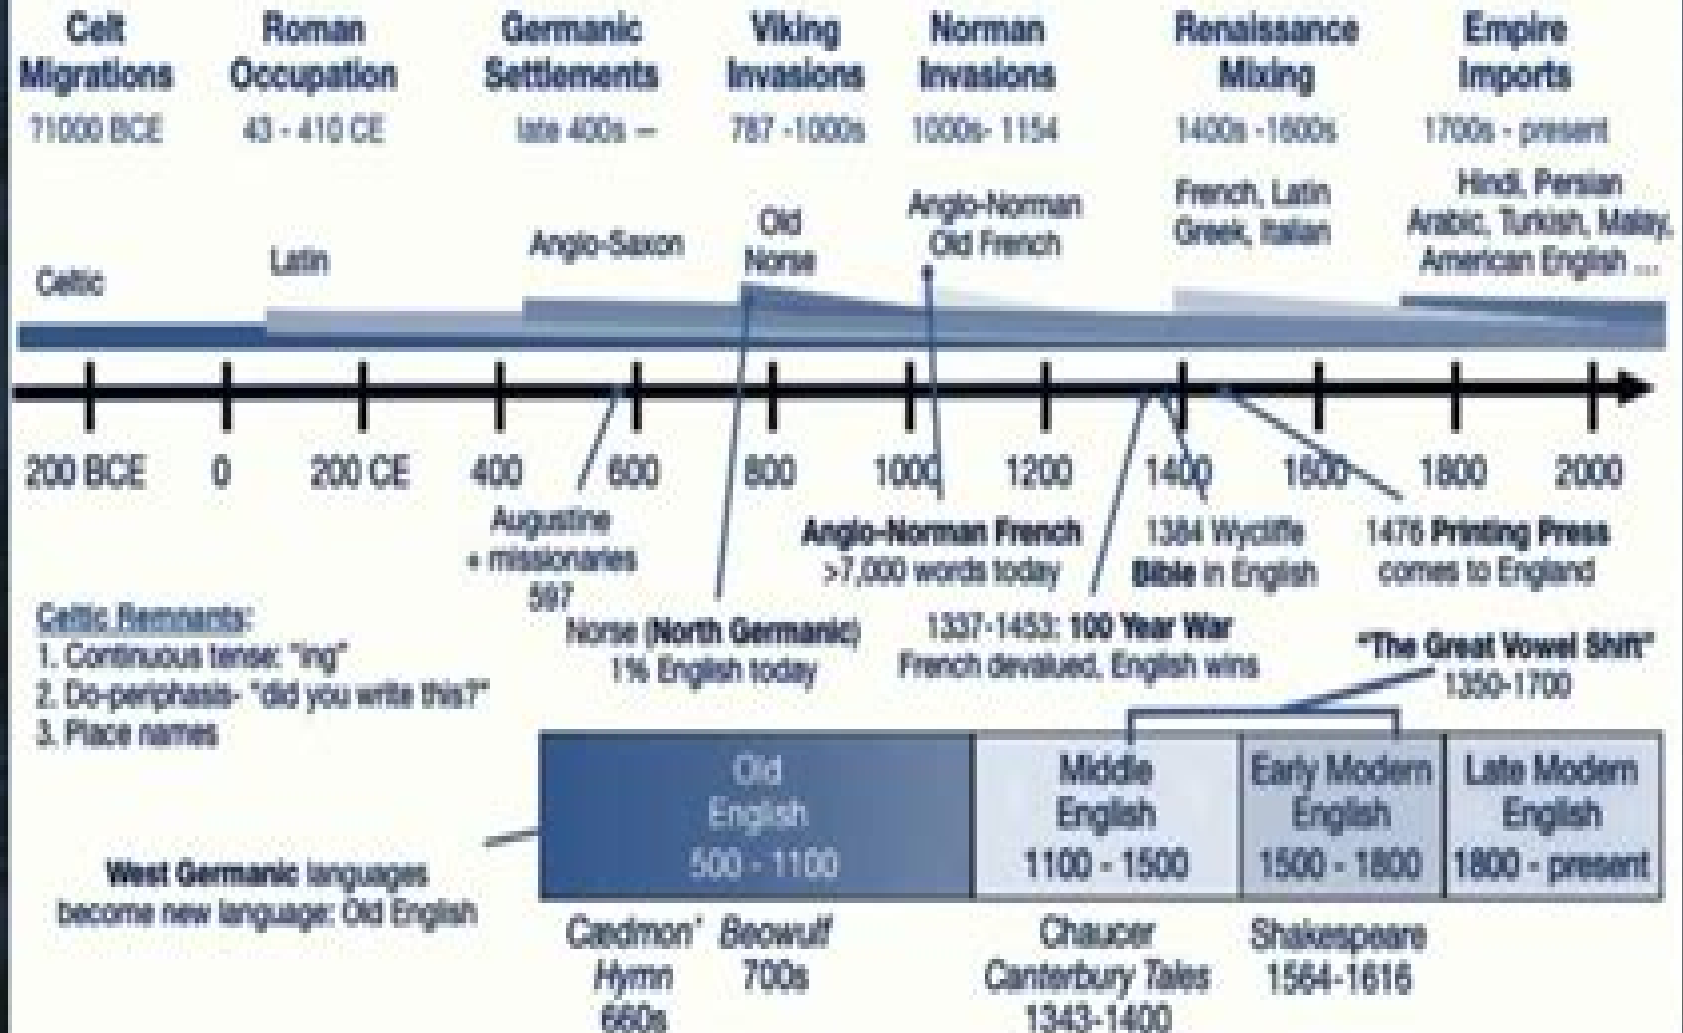 Celt
Migrations
?1000 BCE
Roman
Occupation
43 - 410 CE
Germanic
Settlements
late 400s –
Viking
Invasions
787 -1000s
Norman
Invasions
1000s- 1154
Renaissance
Mixing
1400s -1600s
Empire
Imports
1700s - present
Celtic
Latin
Anglo-Saxon
Old
Norse
Anglo-Norman
Old French
French, Latin
Greek, Italian
Hindi, Persian
Arabic, Turkish, Malay,
American English ...
200 BCE 0 200 CE 400 600 800 1000 1200 1400 1600 1800 2000
Augustine
+ missionaries
597
Norse (North Germanic)
1% English today
Anglo-Norman French
>7,000 words today
1337-1453: 100 Year War
French devalued, English wins
1384 Wycliffe
Bible in English
1476 Printing Press
comes to England
"The Great Vowel Shift"
1350-1700
Celtic Remnants:
1. Continuous tense: "ing"
2. Do-periphasis- "did you write this?"
3. Place names
West Germanic languages
become new language: Old English
Old
English
500 - 1100
Middle
English
1100 - 1500
Early Modern
English
1500 - 1800
Late Modern
English
1800 - present
Cædmon'
Hymn
660s
Beowulf
700s
Chaucer
Canterbury Tales
1343-1400
Shakespeare
1564-1616